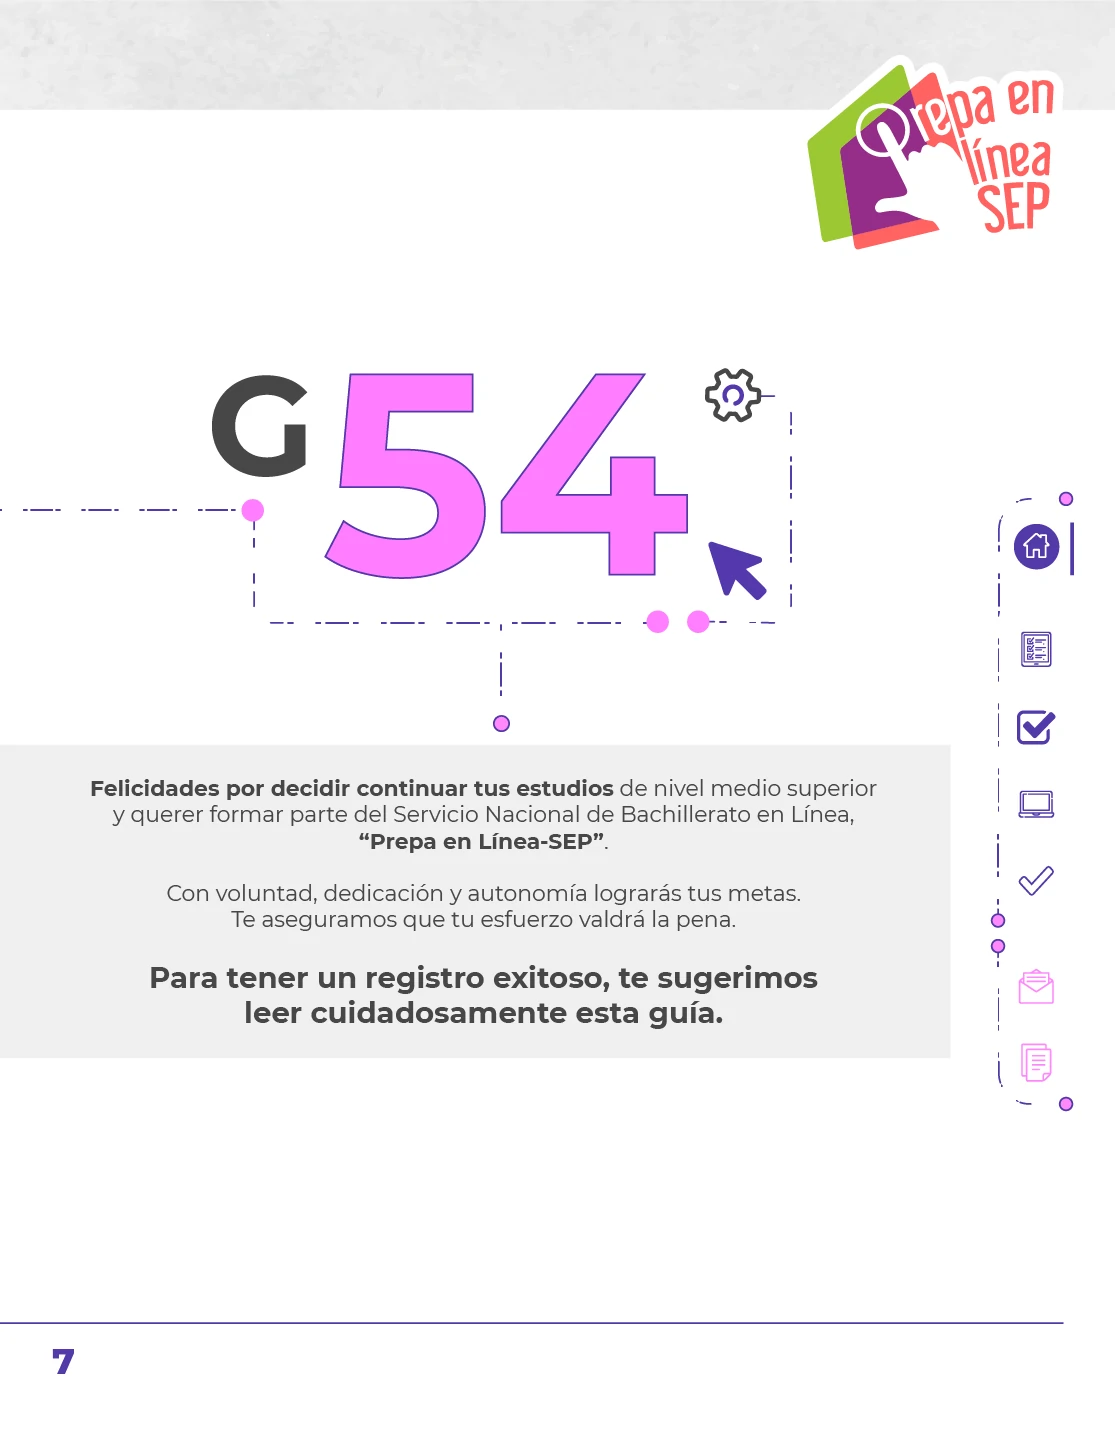 Prepa en
línea
SEP
G54
Felicidades por decidir continuar tus estudios de nivel medio superior
y querer formar parte del Servicio Nacional de Bachillerato en Línea,
“Prepa en Línea-SEP”.
Con voluntad, dedicación y autonomía lograrás tus metas.
Te aseguramos que tu esfuerzo valdrá la pena.
Para tener un registro exitoso, te sugerimos
leer cuidadosamente esta guía.
7